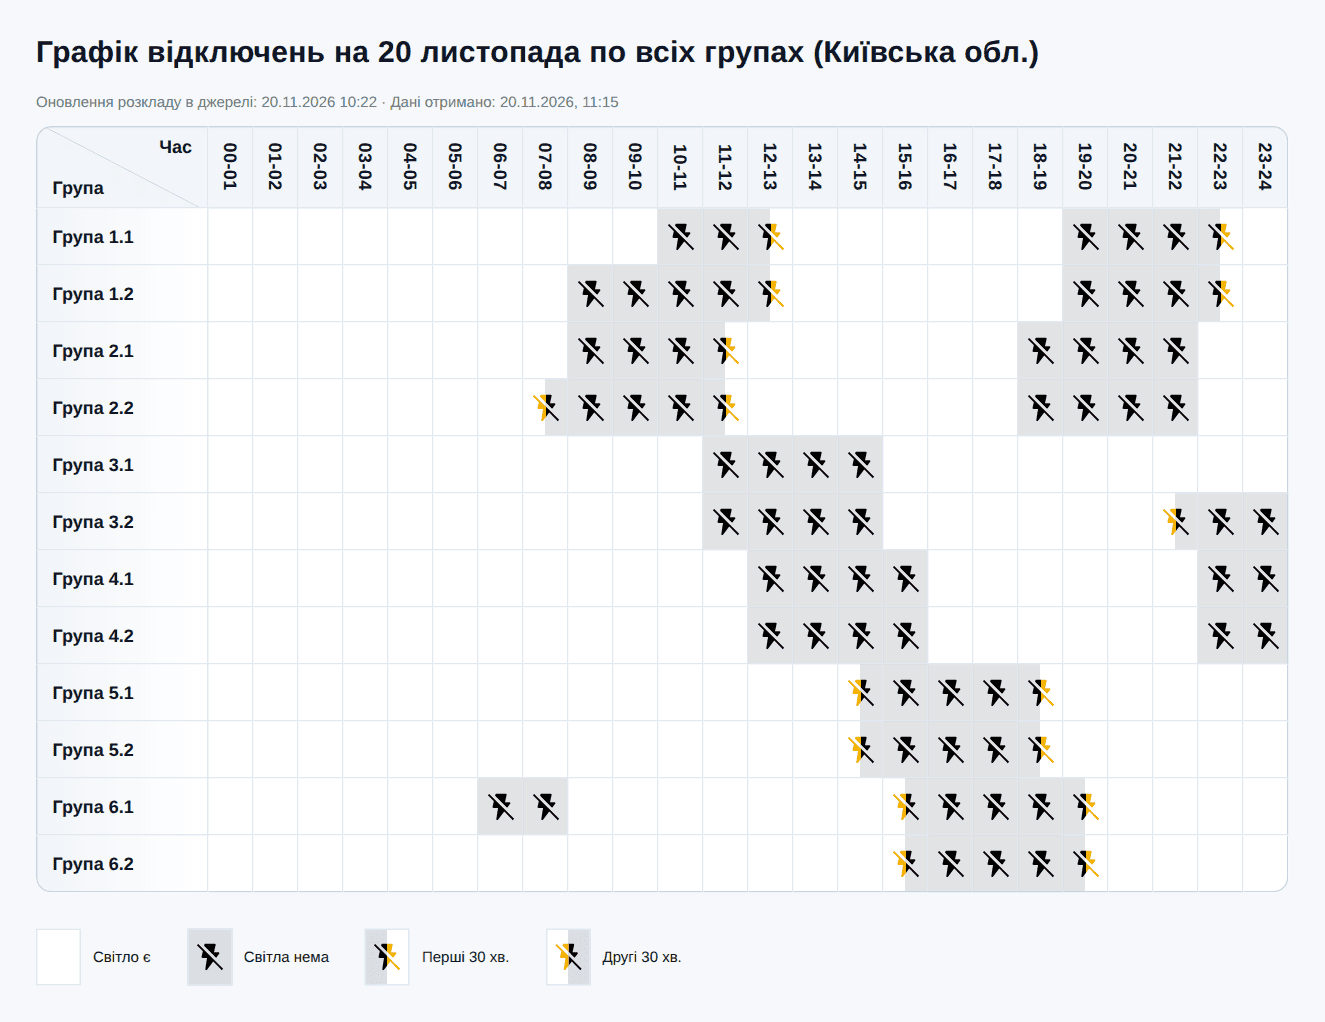 Графік відключень на 20 листопада по всіх групах (Київська обл.)
Оновлення розкладу в джерелі: 20.11.2026 10:22 · Дані отримано: 20.11.2026, 11:15
Час
Група
00-01
01-02
02-03
03-04
04-05
05-06
06-07
07-08
08-09
09-10
10-11
11-12
12-13
13-14
14-15
15-16
16-17
17-18
18-19
19-20
20-21
21-22
22-23
23-24
Група 1.1
Група 1.2
Група 2.1
Група 2.2
Група 3.1
Група 3.2
Група 4.1
Група 4.2
Група 5.1
Група 5.2
Група 6.1
Група 6.2
Світло є
Світла нема
Перші 30 хв.
Другі 30 хв.